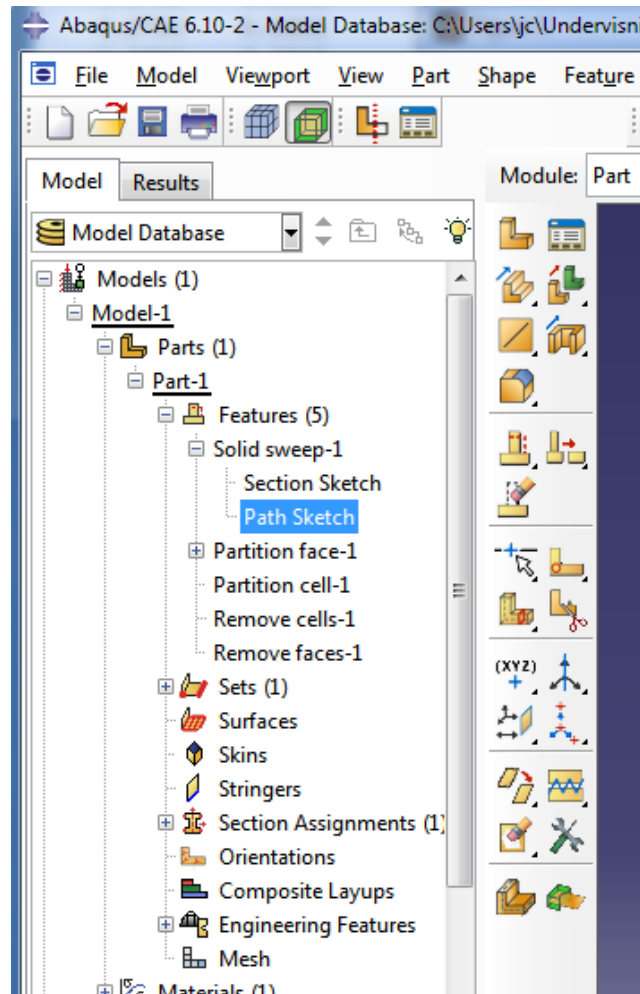 Abaqus/CAE 6.10-2 - Model Database: C:\Users\jc\Undervisni
File Model Viewport View Part Shape Feature
Model Results Module: Part
Model Database
Models (1)
Model-1
Parts (1)
Part-1
Features (5)
Solid sweep-1
Section Sketch
Path Sketch
Partition face-1
Partition cell-1
Remove cells-1
Remove faces-1
(XYZ)
Sets (1)
Surfaces
Skins
Stringers
Section Assignments (1)
Orientations
Composite Layups
Engineering Features
Mesh
Materials (1)